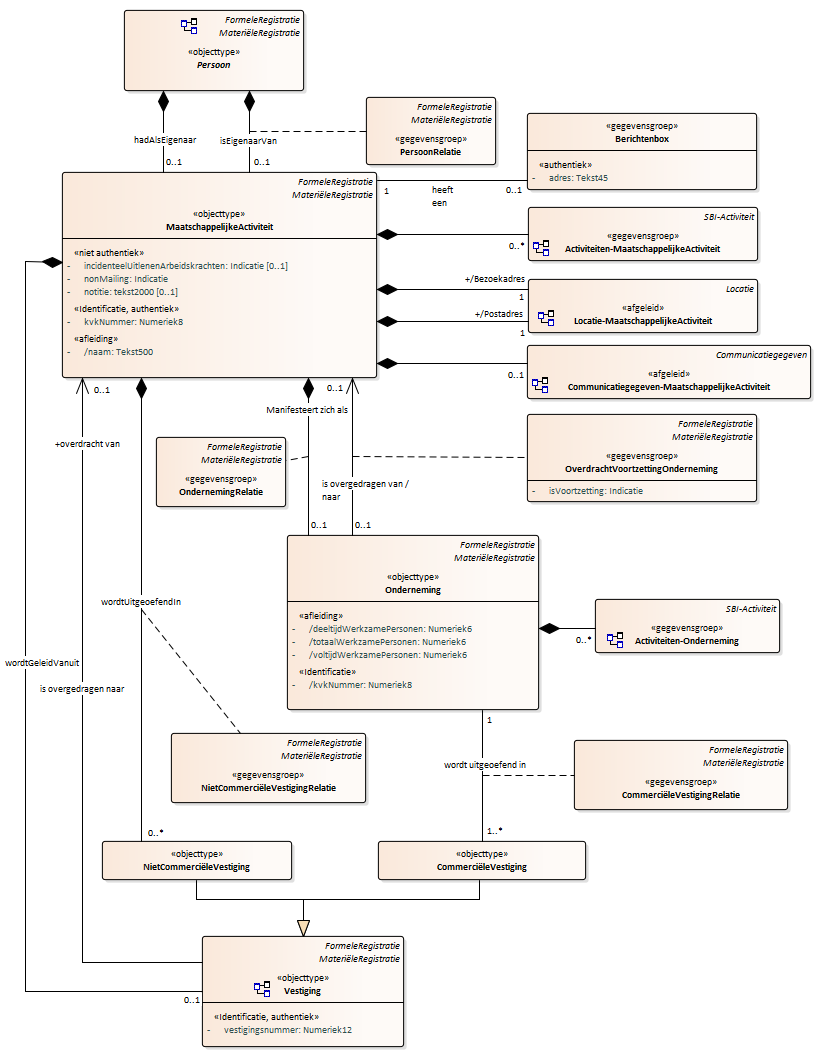 FormeleRegistratie
MateriëleRegistratie
«objecttype»
Persoon
hadAlsEigenaar
isEigenaarVan
0..1
0..1
FormeleRegistratie
MateriëleRegistratie
«gegevensgroep»
PersoonRelatie
«gegevensgroep»
Berichtenbox
«authentiek»
- adres: Tekst45
1
heeft
een
0..1
FormeleRegistratie
MateriëleRegistratie
«objecttype»
MaatschappelijkeActiviteit
«niet authentiek»
- incidenteelUitlenenArbeidskrachten: Indicatie [0..1]
- nonMailing: Indicatie
- notitie: tekst2000 [0..1]
«Identificatie, authentiek»
- kvkNummer: Numeriek8
«afleiding»
- /naam: Tekst500
SBI-Activiteit
«gegevensgroep»
Activiteiten-MaatschappelijkeActiviteit
0..*
+/Bezoekadres
1
+/Postadres
1
Locatie
«afgeleid»
Locatie-MaatschappelijkeActiviteit
Communicatiegegeven
«afgeleid»
Communicatiegegeven-MaatschappelijkeActiviteit
0..1
0..1
0..1
Manifesteert zich als
+overdracht van
FormeleRegistratie
MateriëleRegistratie
«gegevensgroep»
OndernemingRelatie
FormeleRegistratie
MateriëleRegistratie
«gegevensgroep»
OverdrachtVoortzettingOnderneming
- isVoortzetting: Indicatie
is overgedragen van /
naar
0..1
0..1
FormeleRegistratie
MateriëleRegistratie
«objecttype»
Onderneming
«afleiding»
- /deeltijdWerkzamePersonen: Numeriek6
- /totaalWerkzamePersonen: Numeriek6
- /voltijdWerkzamePersonen: Numeriek6
«Identificatie»
- /kvkNummer: Numeriek8
SBI-Activiteit
«gegevensgroep»
Activiteiten-Onderneming
0..*
wordtUitgeoefendIn
wordtGeleidVanuit
is overgedragen naar
1
wordt uitgeoefend in
FormeleRegistratie
MateriëleRegistratie
«gegevensgroep»
NietCommerciëleVestigingRelatie
FormeleRegistratie
MateriëleRegistratie
«gegevensgroep»
CommerciëleVestigingRelatie
0..*
1..*
«objecttype»
NietCommerciëleVestiging
«objecttype»
CommerciëleVestiging
FormeleRegistratie
MateriëleRegistratie
«objecttype»
Vestiging
0..1
«Identificatie, authentiek»
- vestigingsnummer: Numeriek12